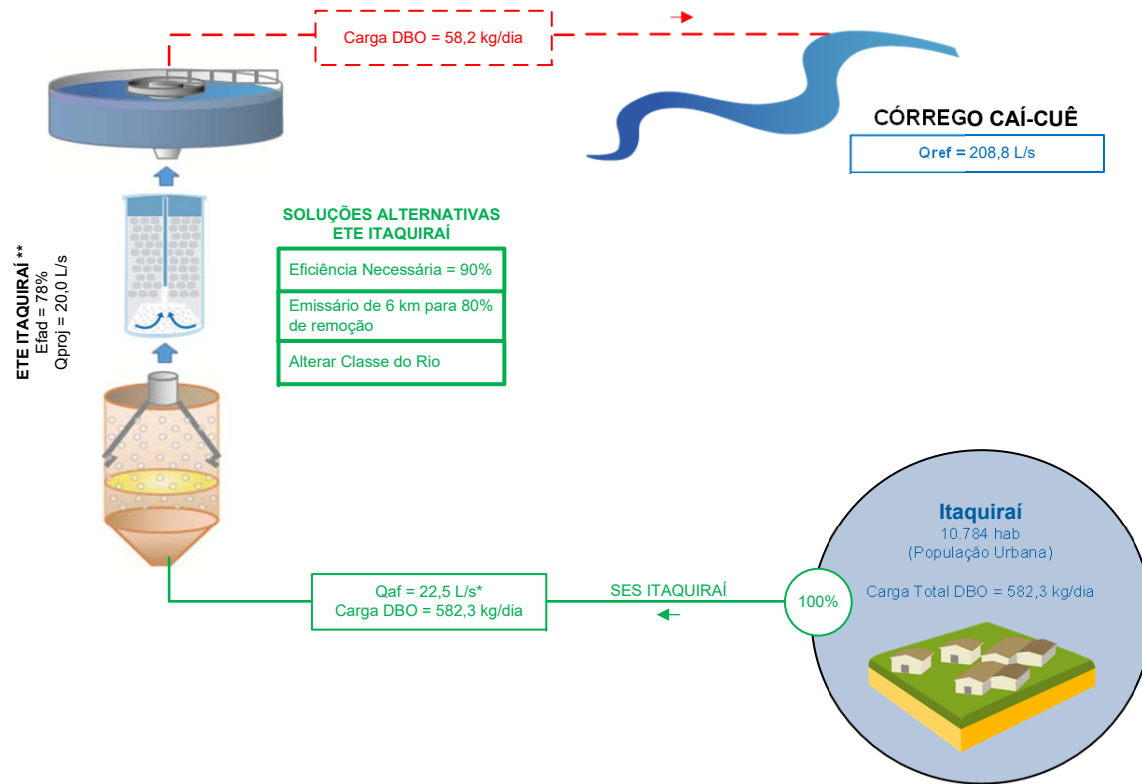 Carga DBO = 58,2 kg/dia
CÓRREGO CAÍ-CUÊ
Qref = 208,8 L/s
ETE ITAQUIRAÍ **
Efad = 78%
Qproj = 20,0 L/s
SOLUÇÕES ALTERNATIVAS
ETE ITAQUIRAÍ
Eficiência Necessária = 90%
Emissário de 6 km para 80%
de remoção
Alterar Classe do Rio
Itaquiraí
10.784 hab
(População Urbana)
Carga Total DBO = 582,3 kg/dia
100%
SES ITAQUIRAÍ
Qaf = 22,5 L/s*
Carga DBO = 582,3 kg/dia